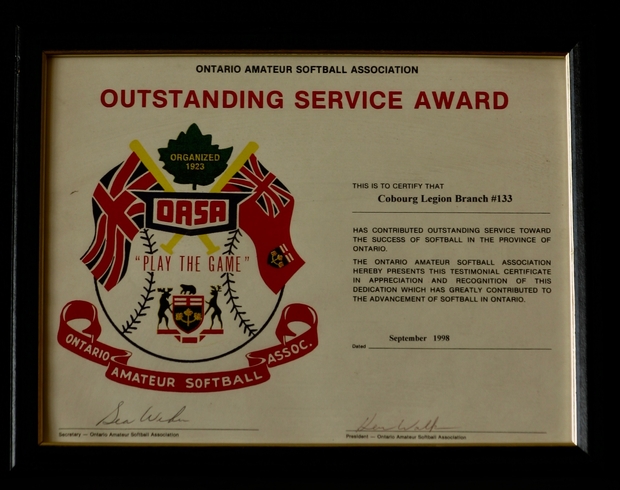 ONTARIO AMATEUR SOFTBALL ASSOCIATION
OUTSTANDING SERVICE AWARD
ORGANIZED
1923
OASA
"PLAY THE GAME"
ONTARIO AMATEUR SOFTBALL ASSOC.
THIS IS TO CERTIFY THAT
Cobourg Legion Branch #133
HAS CONTRIBUTED OUTSTANDING SERVICE TOWARD
THE SUCCESS OF SOFTBALL IN THE PROVINCE OF
ONTARIO.
THE ONTARIO AMATEUR SOFTBALL ASSOCIATION
HEREBY PRESENTS THIS TESTIMONIAL CERTIFICATE
IN APPRECIATION AND RECOGNITION OF THIS
DEDICATION WHICH HAS GREATLY CONTRIBUTED TO
THE ADVANCEMENT OF SOFTBALL IN ONTARIO.
Dated September 1998
Secretary — Ontario Amateur Softball Association
President — Ontario Amateur Softball Association